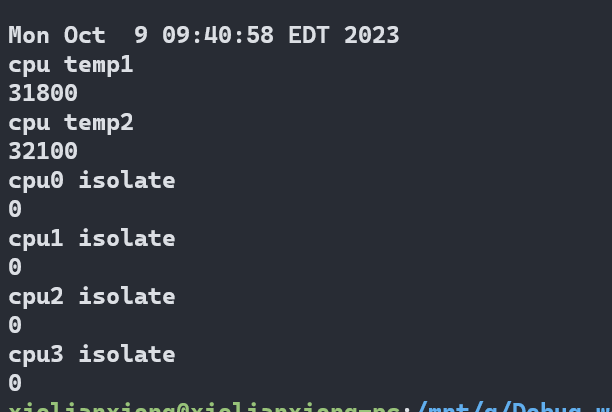 Mon Oct  9 09:40:58 EDT 2023
cpu temp1
31800
cpu temp2
32100
cpu0 isolate
0
cpu1 isolate
0
cpu2 isolate
0
cpu3 isolate
0